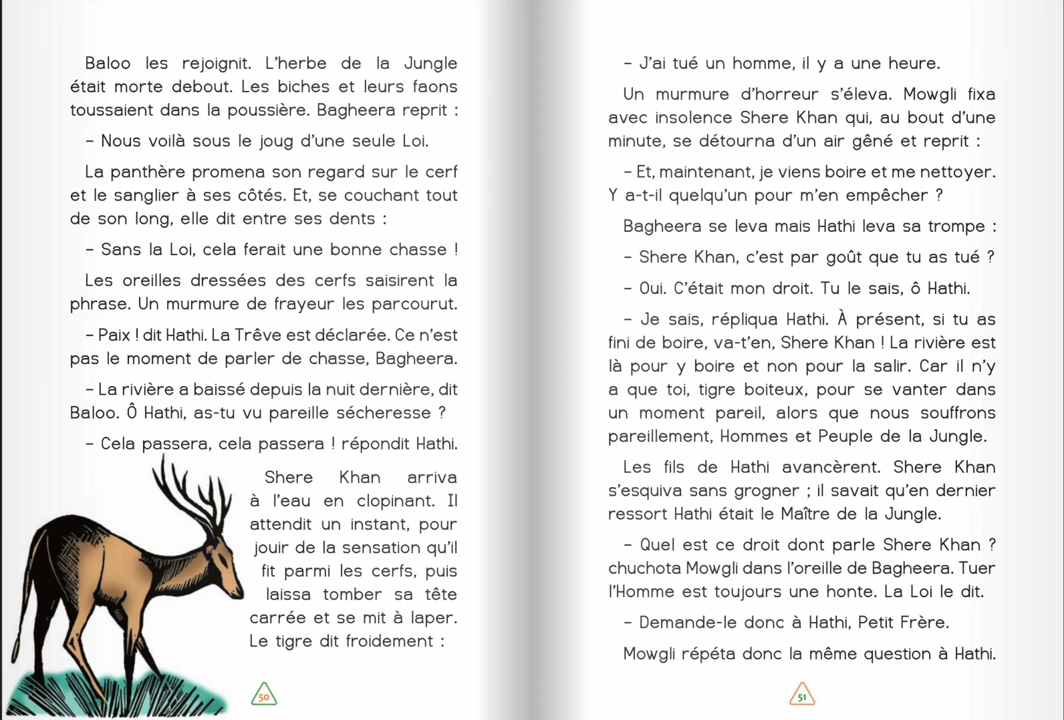 Baloo les rejoignit. L'herbe de la Jungle
était morte debout. Les biches et leurs faons
toussaient dans la poussière. Bagheera reprit :
– Nous voilà sous le joug d'une seule Loi.
La panthère promena son regard sur le cerf
et le sanglier à ses côtés. Et, se couchant tout
de son long, elle dit entre ses dents :
– Sans la Loi, cela ferait une bonne chasse !
Les oreilles dressées des cerfs saisirent la
phrase. Un murmure de frayeur les parcourut.
– Paix ! dit Hathi. La Trêve est déclarée. Ce n'est
pas le moment de parler de chasse, Bagheera.
– La rivière a baissé depuis la nuit dernière, dit
Baloo. Ô Hathi, as-tu vu pareille sécheresse ?
– Cela passera, cela passera ! répondit Hathi.
Shere Khan arriva
à l'eau en clopinant. Il
attendit un instant, pour
jouir de la sensation qu'il
fit parmi les cerfs, puis
laissa tomber sa tête
carrée et se mit à laper.
Le tigre dit froidement :
50
– J'ai tué un homme, il y a une heure.
Un murmure d'horreur s'éleva. Mowgli fixa
avec insolence Shere Khan qui, au bout d'une
minute, se détourna d'un air gêné et reprit :
– Et, maintenant, je viens boire et me nettoyer.
Y a-t-il quelqu'un pour m'en empêcher ?
Bagheera se leva mais Hathi leva sa trompe :
– Shere Khan, c'est par goût que tu as tué ?
– Oui. C'était mon droit. Tu le sais, ô Hathi.
– Je sais, répliqua Hathi. À présent, si tu as
fini de boire, va-t'en, Shere Khan ! La rivière est
là pour y boire et non pour la salir. Car il n'y
a que toi, tigre boiteux, pour se vanter dans
un moment pareil, alors que nous souffrons
pareillement, Hommes et Peuple de la Jungle.
Les fils de Hathi avancèrent. Shere Khan
s'esquiva sans grogner ; il savait qu'en dernier
ressort Hathi était le Maître de la Jungle.
– Quel est ce droit dont parle Shere Khan ?
chuchota Mowgli dans l'oreille de Bagheera. Tuer
l'Homme est toujours une honte. La Loi le dit.
– Demande-le donc à Hathi, Petit Frère.
Mowgli répéta donc la même question à Hathi.
51